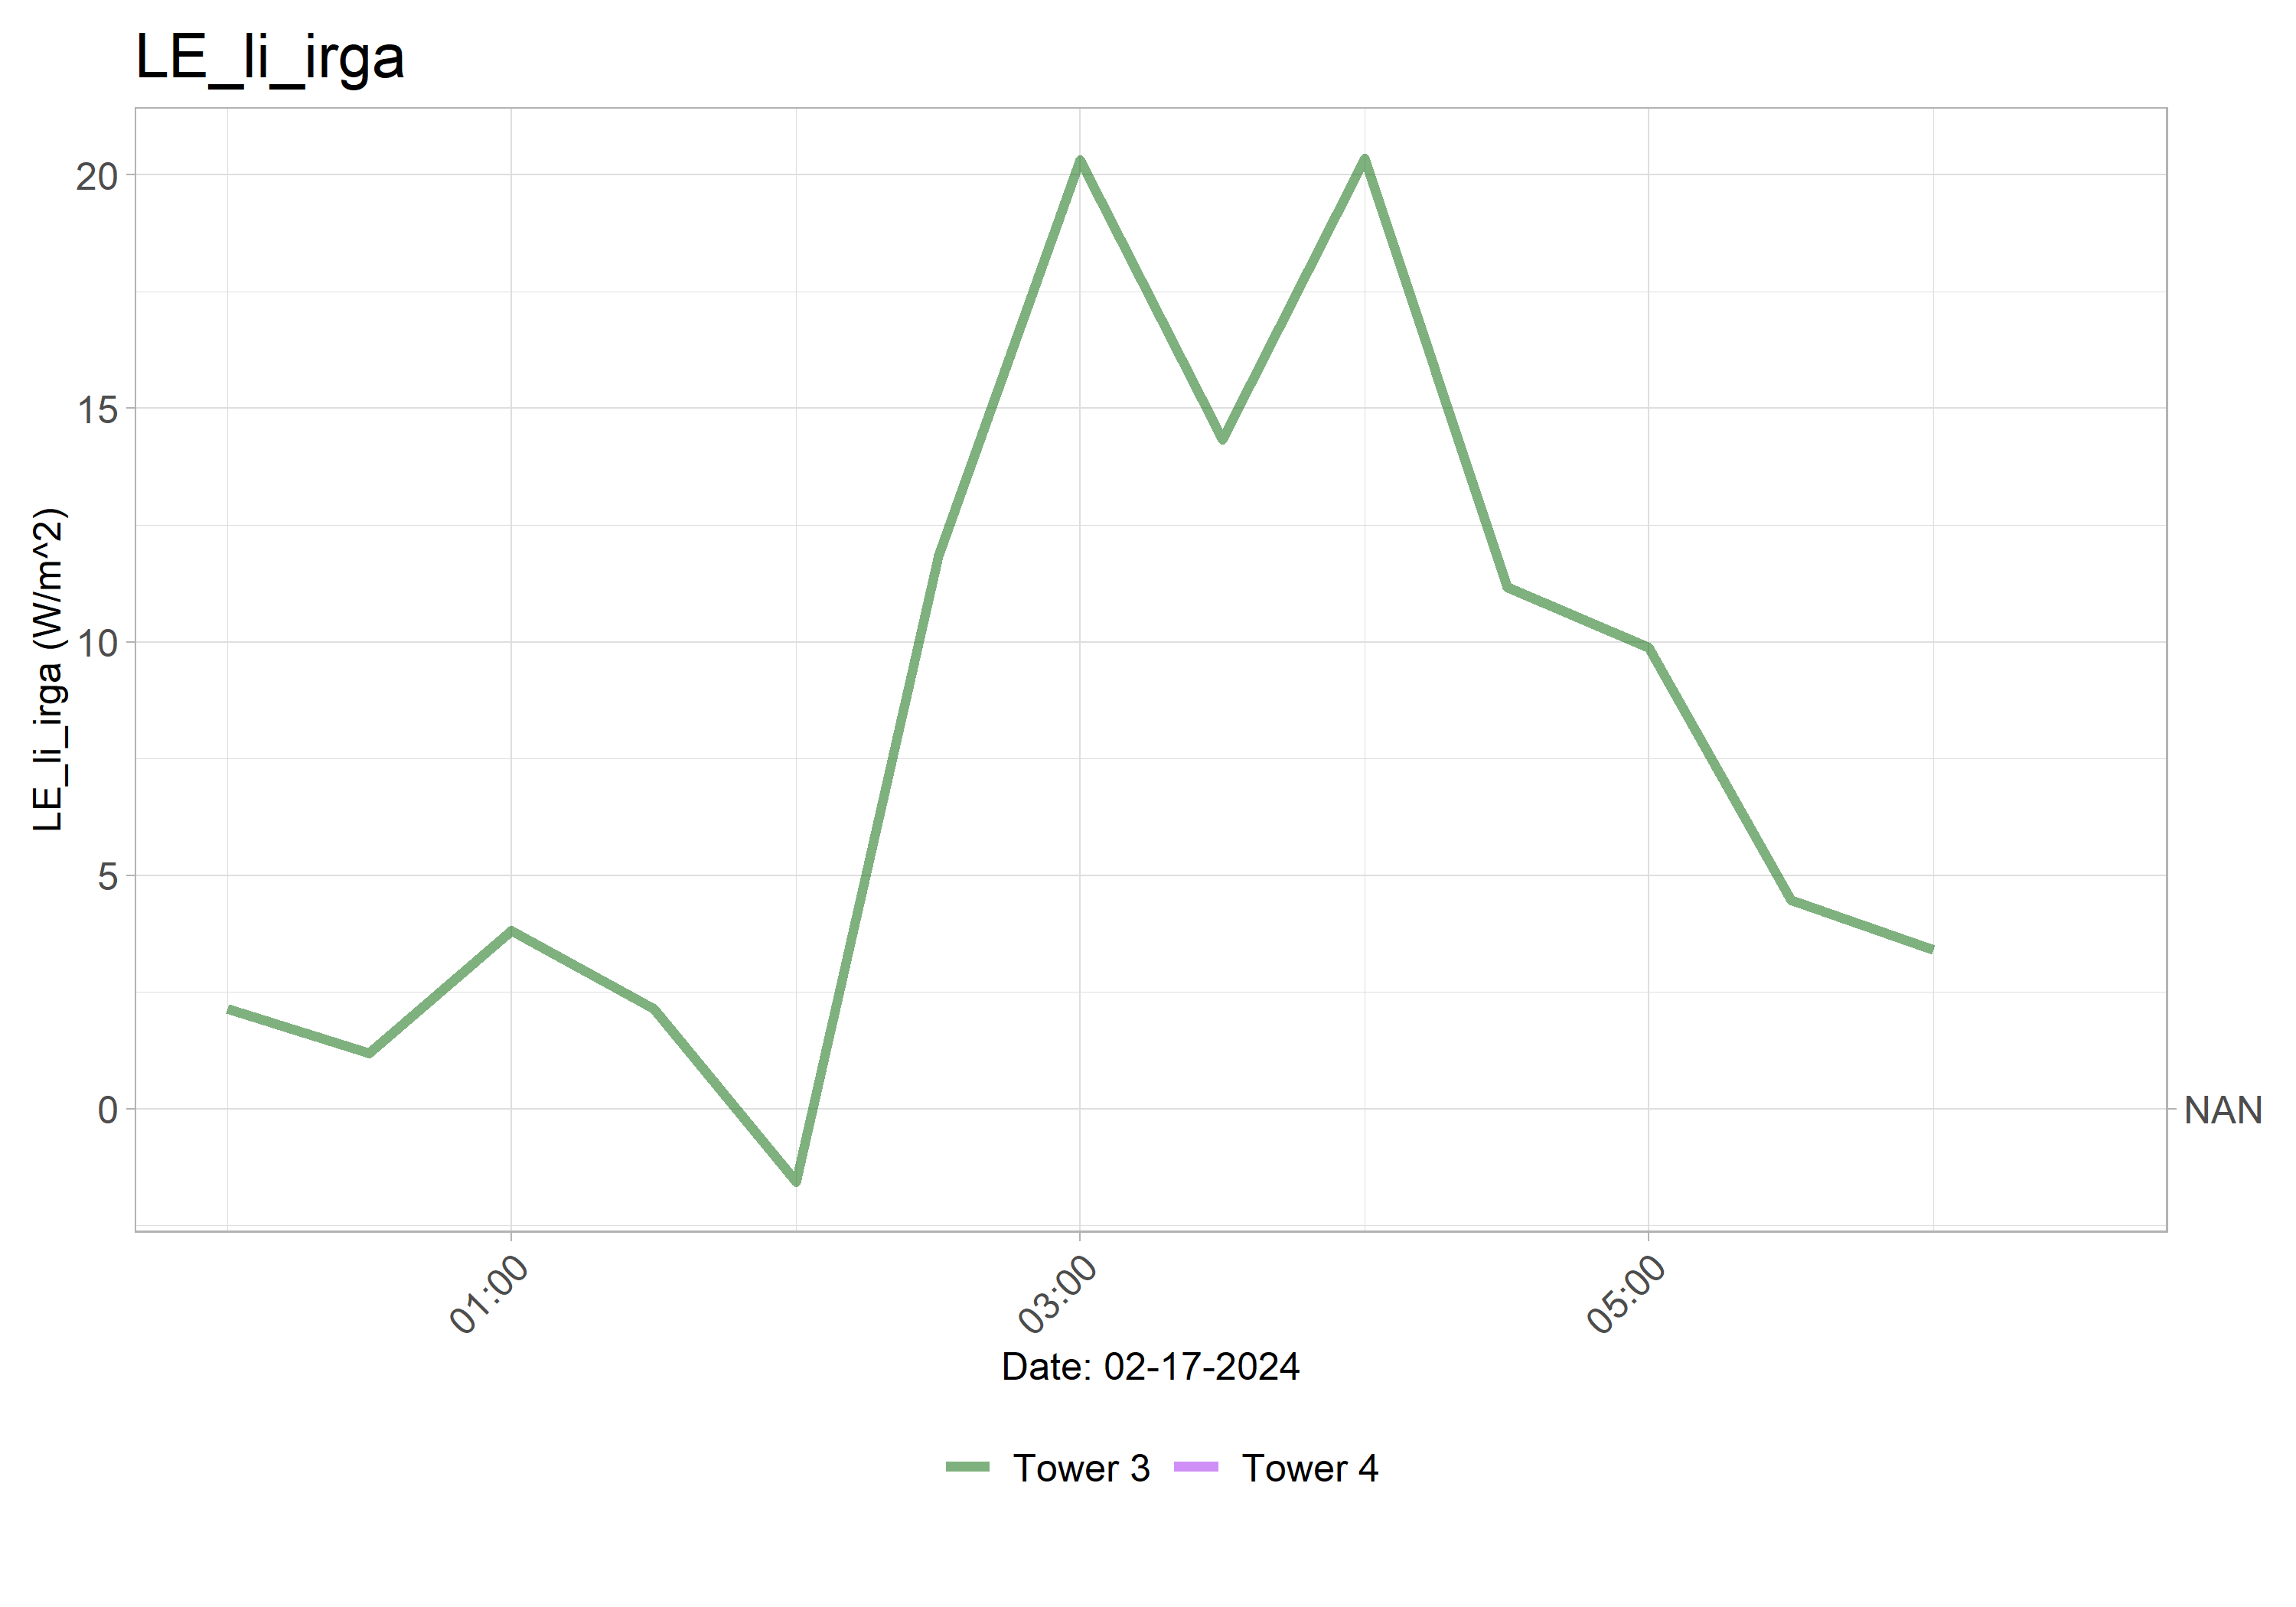 LE_li_irga
LE_li_irga (W/m^2)
20
15
10
5
0
NAN
01:00
03:00
05:00
Date: 02-17-2024
Tower 3
Tower 4